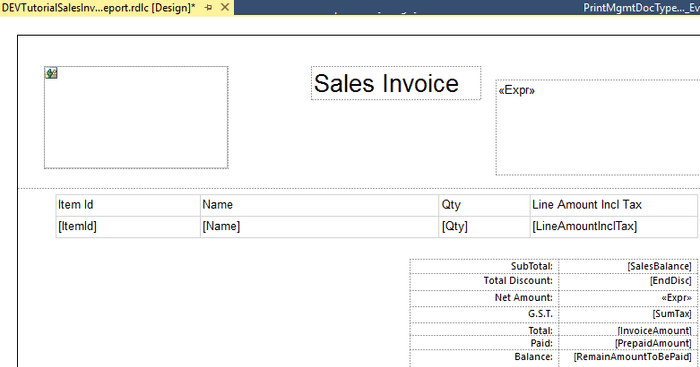 DEVTutorialSalesInv...eport.rdlc [Design]*
PrintMgmtDocType..._Ev
Sales Invoice
«Expr»
Item Id Name Qty Line Amount Incl Tax
[ItemId] [Name] [Qty] [LineAmountInclTax]
SubTotal: [SalesBalance]
Total Discount: [EndDisc]
Net Amount: «Expr»
G.S.T. [SumTax]
Total: [InvoiceAmount]
Paid: [PrepaidAmount]
Balance: [RemainAmountToBePaid]